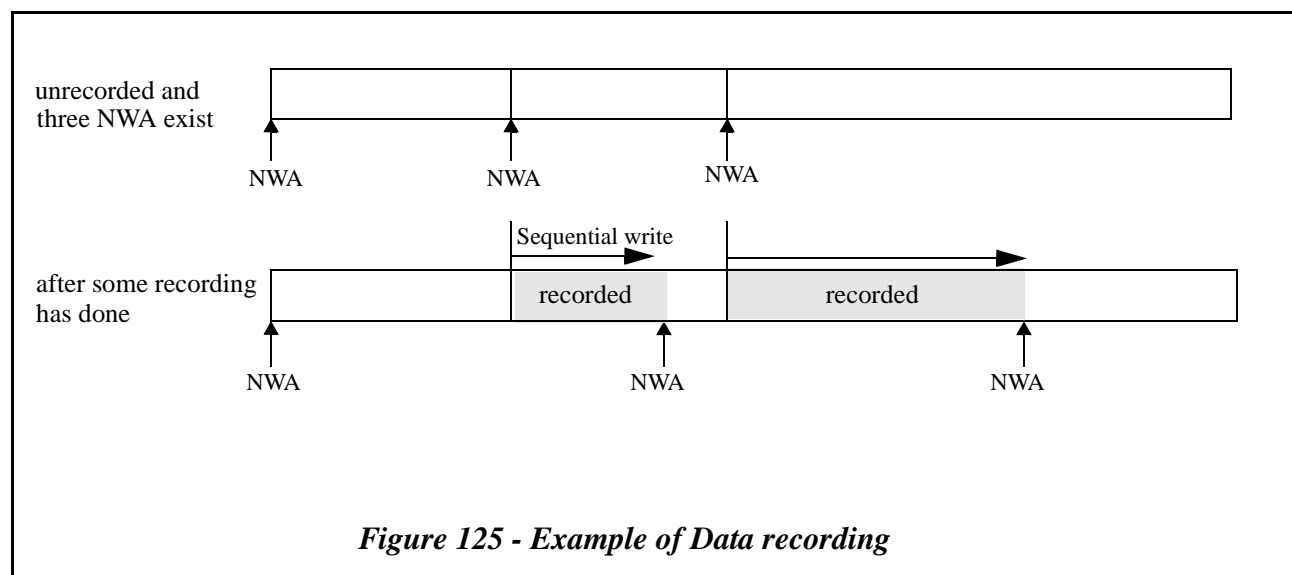 unrecorded and
three NWA exist
NWA
NWA
NWA
Sequential write
after some recording
has done
recorded
recorded
NWA
NWA
NWA
Figure 125 - Example of Data recording